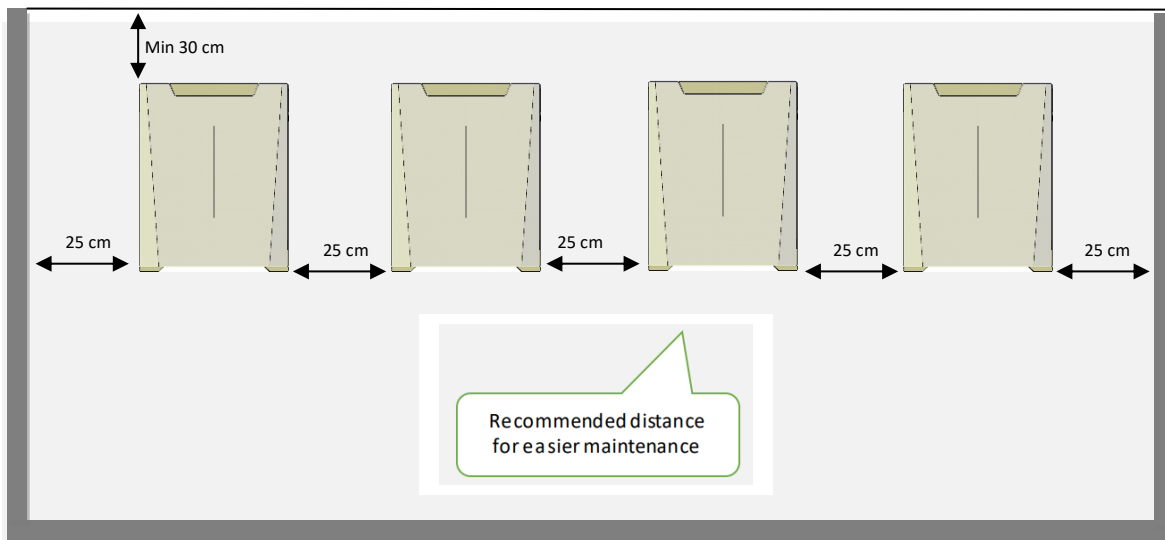 Min 30 cm
25 cm
25 cm
25 cm
25 cm
25 cm
Recommended distance
for easier maintenance